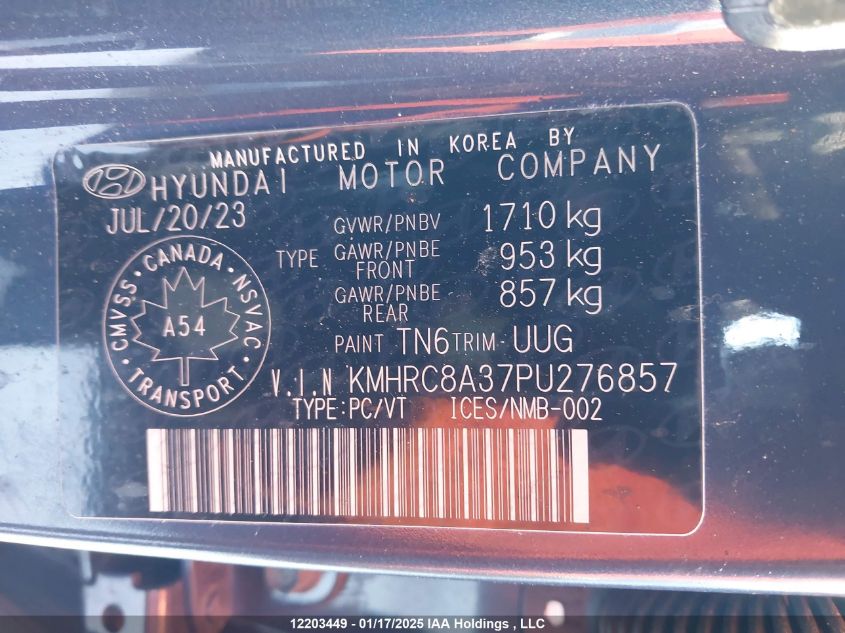 MANUFACTURED IN KOREA BY
HYUNDAI MOTOR COMPANY
JUL/20/23
GVWR/PNBV 1710 kg
TYPE GAWR/PNBE FRONT 953 kg
GAWR/PNBE REAR 857 kg
PAINT TN6 TRIM UUG
V.I.N KMHRC8A37PU276857
TYPE:PC/VT ICES/NMB-002
CMVSS · CANADA · NSVAC
A54
TRANSPORT
12203449 - 01/17/2025 IAA Holdings , LLC